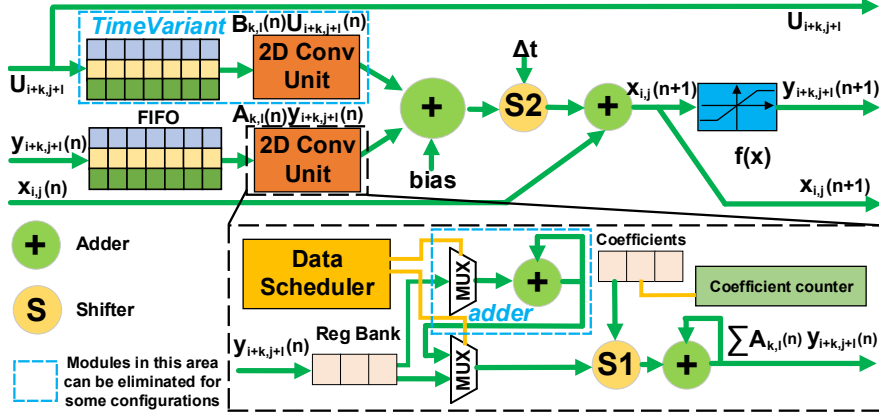 TimeVariant
B_{k,l}(n)U_{i+k,j+l}(n)
U_{i+k,j+l}
2D Conv
Unit
U_{i+k,j+l}
FIFO
A_{k,l}(n)y_{i+k,j+l}(n)
y_{i+k,j+l}(n)
2D Conv
Unit
x_{i,j}(n)
+
bias
Δt
S2
+
x_{i,j}(n+1)
y_{i+k,j+l}(n+1)
f(x)
x_{i,j}(n+1)
+
Adder
S
Shifter
Modules in this area
can be eliminated for
some configurations
Data
Scheduler
MUX
+
adder
Coefficients
Coefficient counter
Reg Bank
y_{i+k,j+l}(n)
MUX
S1
+
∑A_{k,l}(n) y_{i+k,j+l}(n)